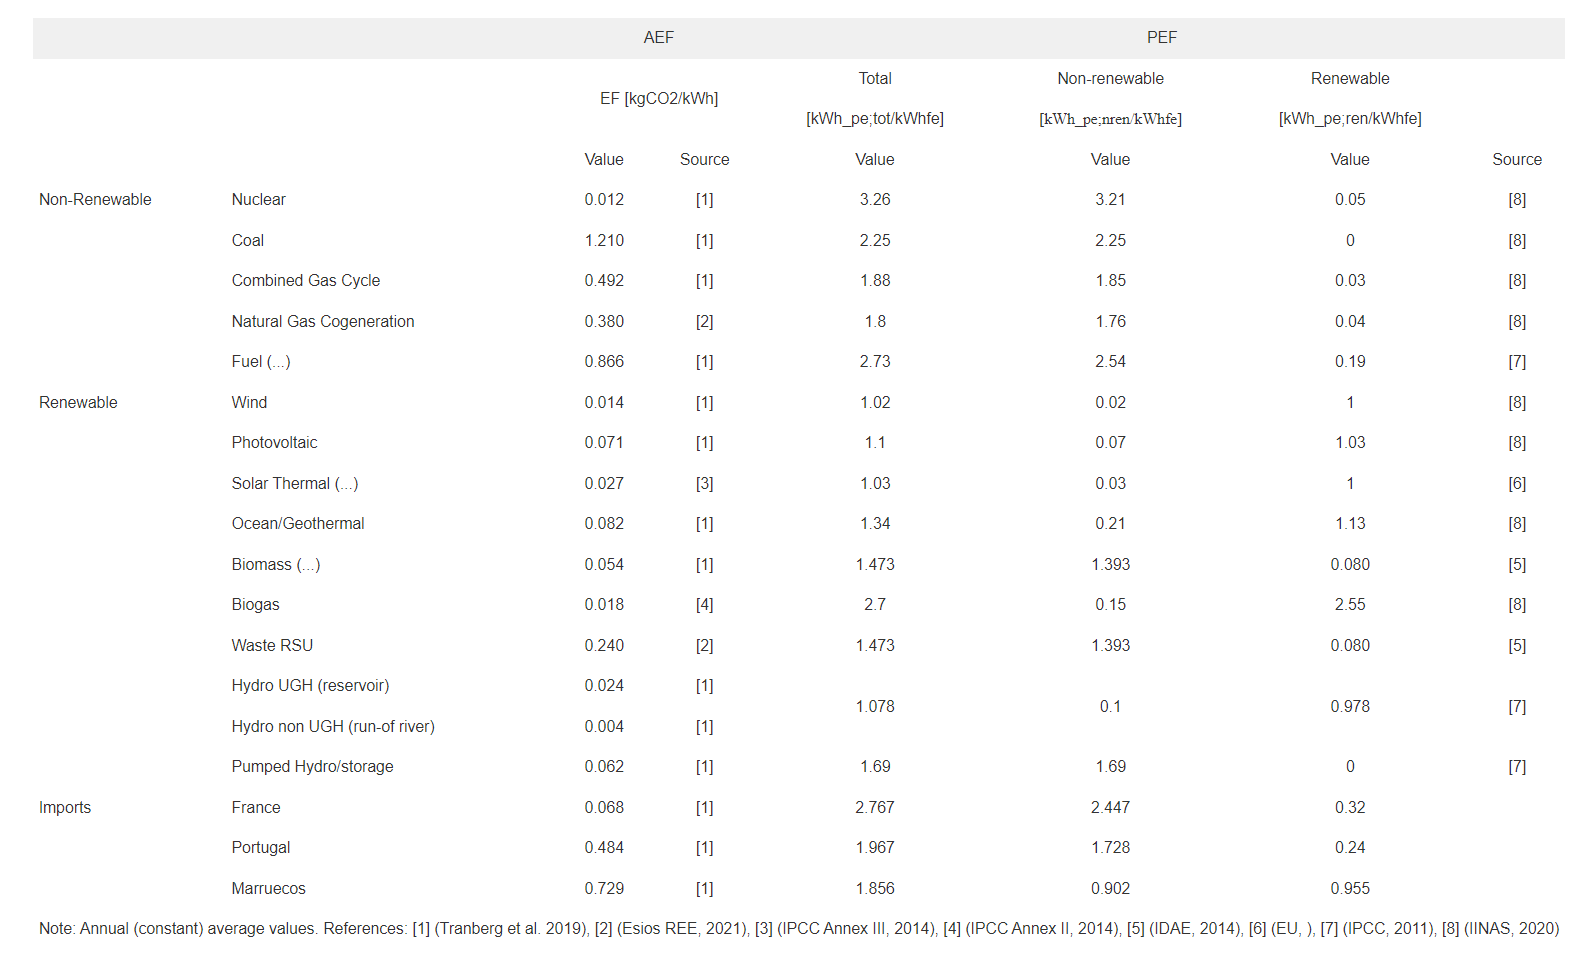 AEF PEF
EF [kgCO2/kWh] Total Non-renewable Renewable
[kWh_pe;tot/kWhfe] [kWh_pe;nren/kWhfe] [kWh_pe;ren/kWhfe]
Value Source Value Value Value Source
Non-Renewable Nuclear 0.012 [1] 3.26 3.21 0.05 [8]
Coal 1.210 [1] 2.25 2.25 0 [8]
Combined Gas Cycle 0.492 [1] 1.88 1.85 0.03 [8]
Natural Gas Cogeneration 0.380 [2] 1.8 1.76 0.04 [8]
Fuel (...) 0.866 [1] 2.73 2.54 0.19 [7]
Renewable Wind 0.014 [1] 1.02 0.02 1 [8]
Photovoltaic 0.071 [1] 1.1 0.07 1.03 [8]
Solar Thermal (...) 0.027 [3] 1.03 0.03 1 [6]
Ocean/Geothermal 0.082 [1] 1.34 0.21 1.13 [8]
Biomass (...) 0.054 [1] 1.473 1.393 0.080 [5]
Biogas 0.018 [4] 2.7 0.15 2.55 [8]
Waste RSU 0.240 [2] 1.473 1.393 0.080 [5]
Hydro UGH (reservoir) 0.024 [1]
1.078 0.1 0.978 [7]
Hydro non UGH (run-of river) 0.004 [1]
Pumped Hydro/storage 0.062 [1] 1.69 1.69 0 [7]
Imports France 0.068 [1] 2.767 2.447 0.32
Portugal 0.484 [1] 1.967 1.728 0.24
Marruecos 0.729 [1] 1.856 0.902 0.955
Note: Annual (constant) average values. References: [1] (Tranberg et al. 2019), [2] (Esios REE, 2021), [3] (IPCC Annex III, 2014), [4] (IPCC Annex II, 2014), [5] (IDAE, 2014), [6] (EU, ), [7] (IPCC, 2011), [8] (IINAS, 2020)